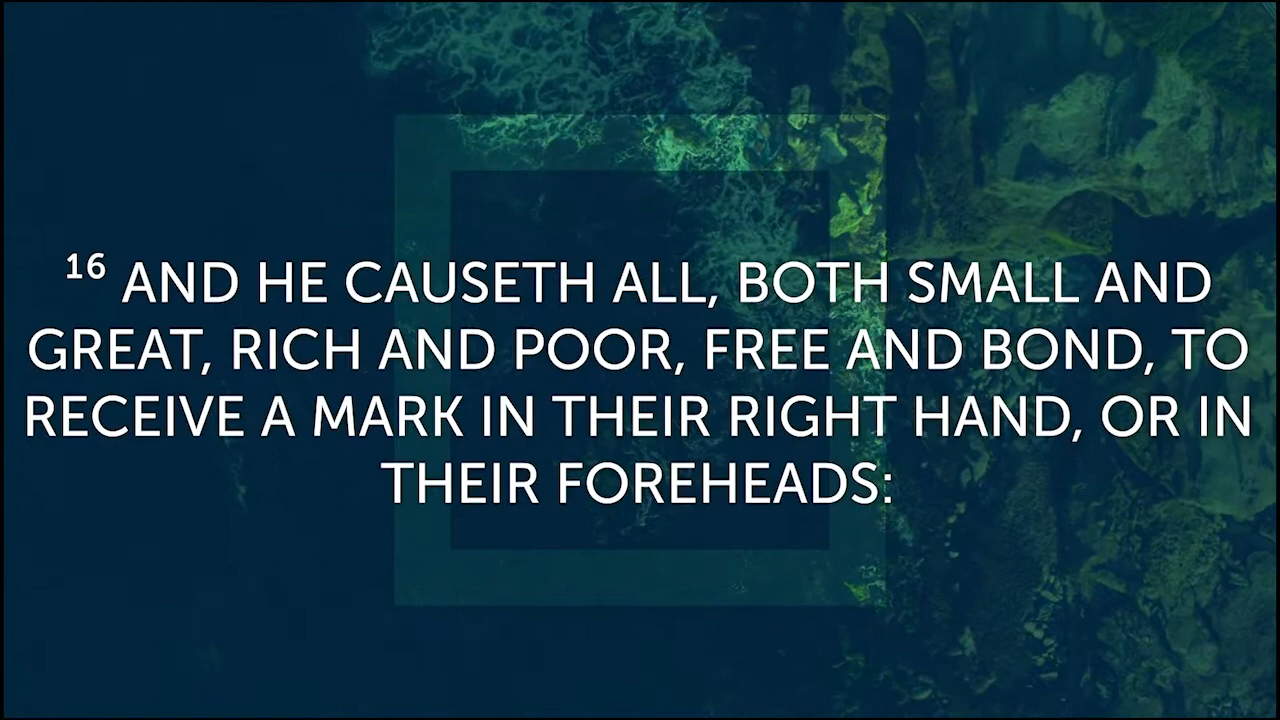 16 AND HE CAUSETH ALL, BOTH SMALL AND
GREAT, RICH AND POOR, FREE AND BOND, TO
RECEIVE A MARK IN THEIR RIGHT HAND, OR IN
THEIR FOREHEADS: